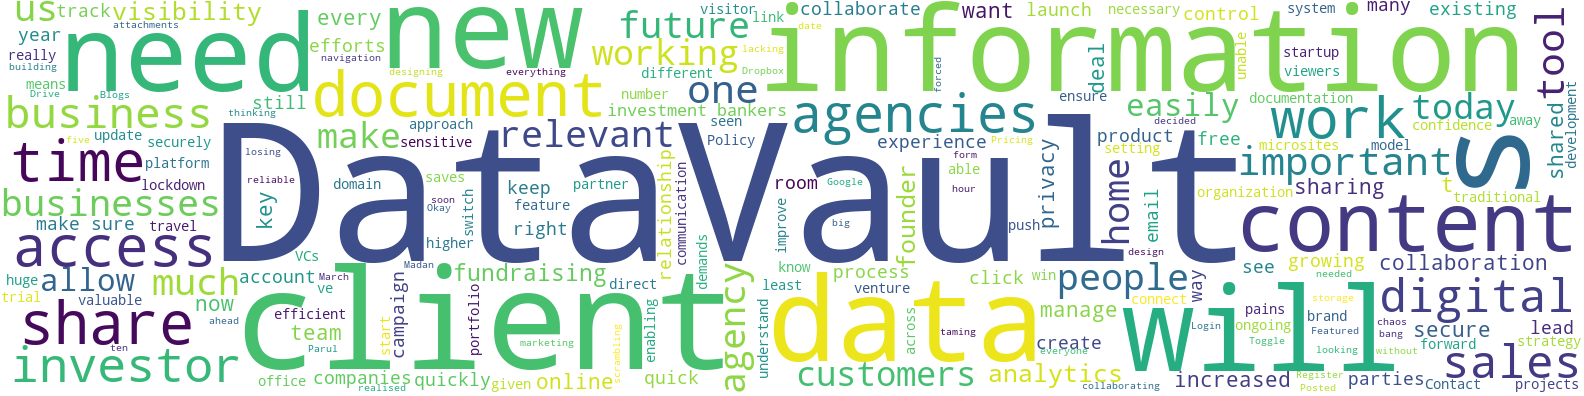 us
track
visibility
attachments
year
really
building
need
means
Drive
Blogs
every
efforts
navigation
new
designing
everything
future
working
different
visitor
link
lacking
Dropbox
collaborate
date
information
forced
want
launch
necessary
control
unable
system
startup
viewers
many
existing
tool
business
thinking
still
document
number
investment bankers
one
deal
ensure
easily
documentation
today
confidence
away
shared
development
time
five
update
securely
platform
lockdown
make
approach
sensitive
relevant
seen
Policy
agencies
experience
privacy
product
setting
decided
free
work
microsites
model
important
s
businesses
make sure
travel
key
losing
reliable
DataVault
domain
saves
soon
Okay
switch
keep
feature
right
partner
relationship
communication
room
Google
form
hour
able
Pricing
founder
improve
big
push
home
email
design
organization
sharing
t
traditional
content
access
VCs
higher
Madan
March
demands
know
least
process
click
win
people
way
see
growing
needed
collaboration
huge
allow
much
account
ve
fundraising
direct
trial
valuable
now
efficient
campaign
portfolio
client
enabling
agency
understand
venture
data
across
taming
manage
connect
Login
will
pains
ongoing
Toggle
storage
brand
Featured
chaos
bang
digital
secure
lead
share
ahead
team
start
Parul
marketing
scrambling
create
everyone
looking
without
forward
strategy
ten
investor
office
companies
realised
quickly
given
online
quick
customers
analytics
collaborating
increased
Register
Posted
parties
Contact
sales
projects